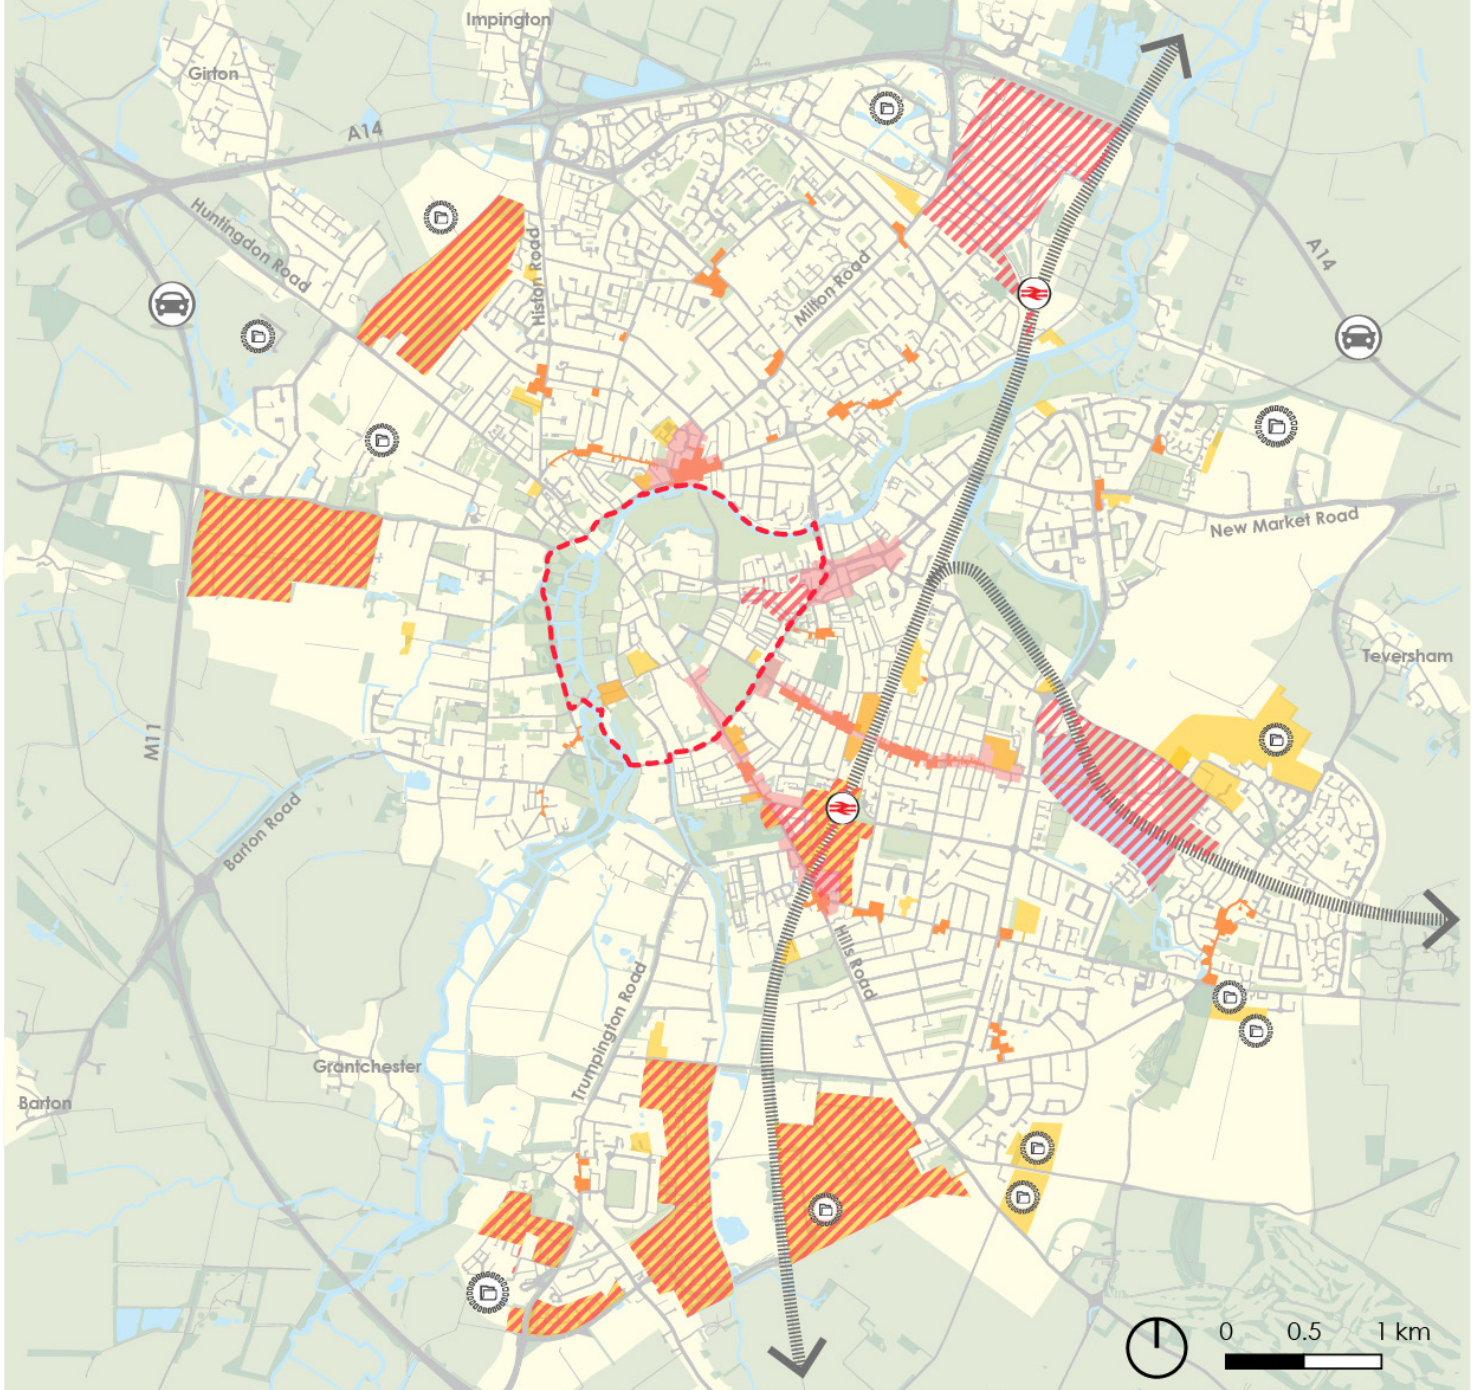 Impington
Girton
A14
Huntingdon Road
Histon Road
Milton Road
A14
New Market Road
Teversham
M11
Barton Road
Hills Road
Trumpington Road
Grantchester
Barton
0 0.5 1 km